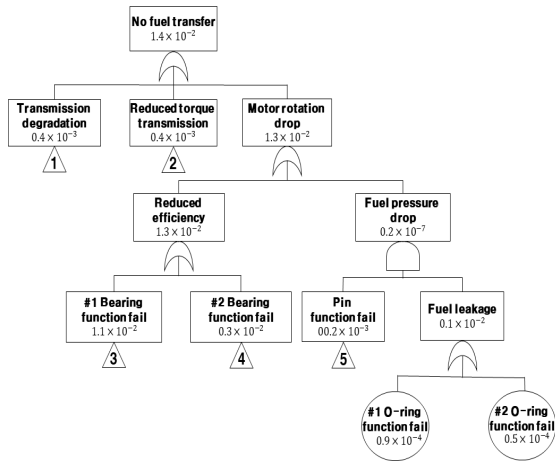 No fuel transfer
1.4 × 10⁻²
Transmission
degradation
0.4 × 10⁻³
1
Reduced torque
transmission
0.4 × 10⁻³
2
Motor rotation
drop
1.3 × 10⁻²
Reduced
efficiency
1.3 × 10⁻²
Fuel pressure
drop
0.2 × 10⁻⁷
#1 Bearing
function fail
1.1 × 10⁻²
3
#2 Bearing
function fail
0.3 × 10⁻²
4
Pin
function fail
00.2 × 10⁻³
5
Fuel leakage
0.1 × 10⁻²
#1 O-ring
function fail
0.9 × 10⁻⁴
#2 O-ring
function fail
0.5 × 10⁻⁴